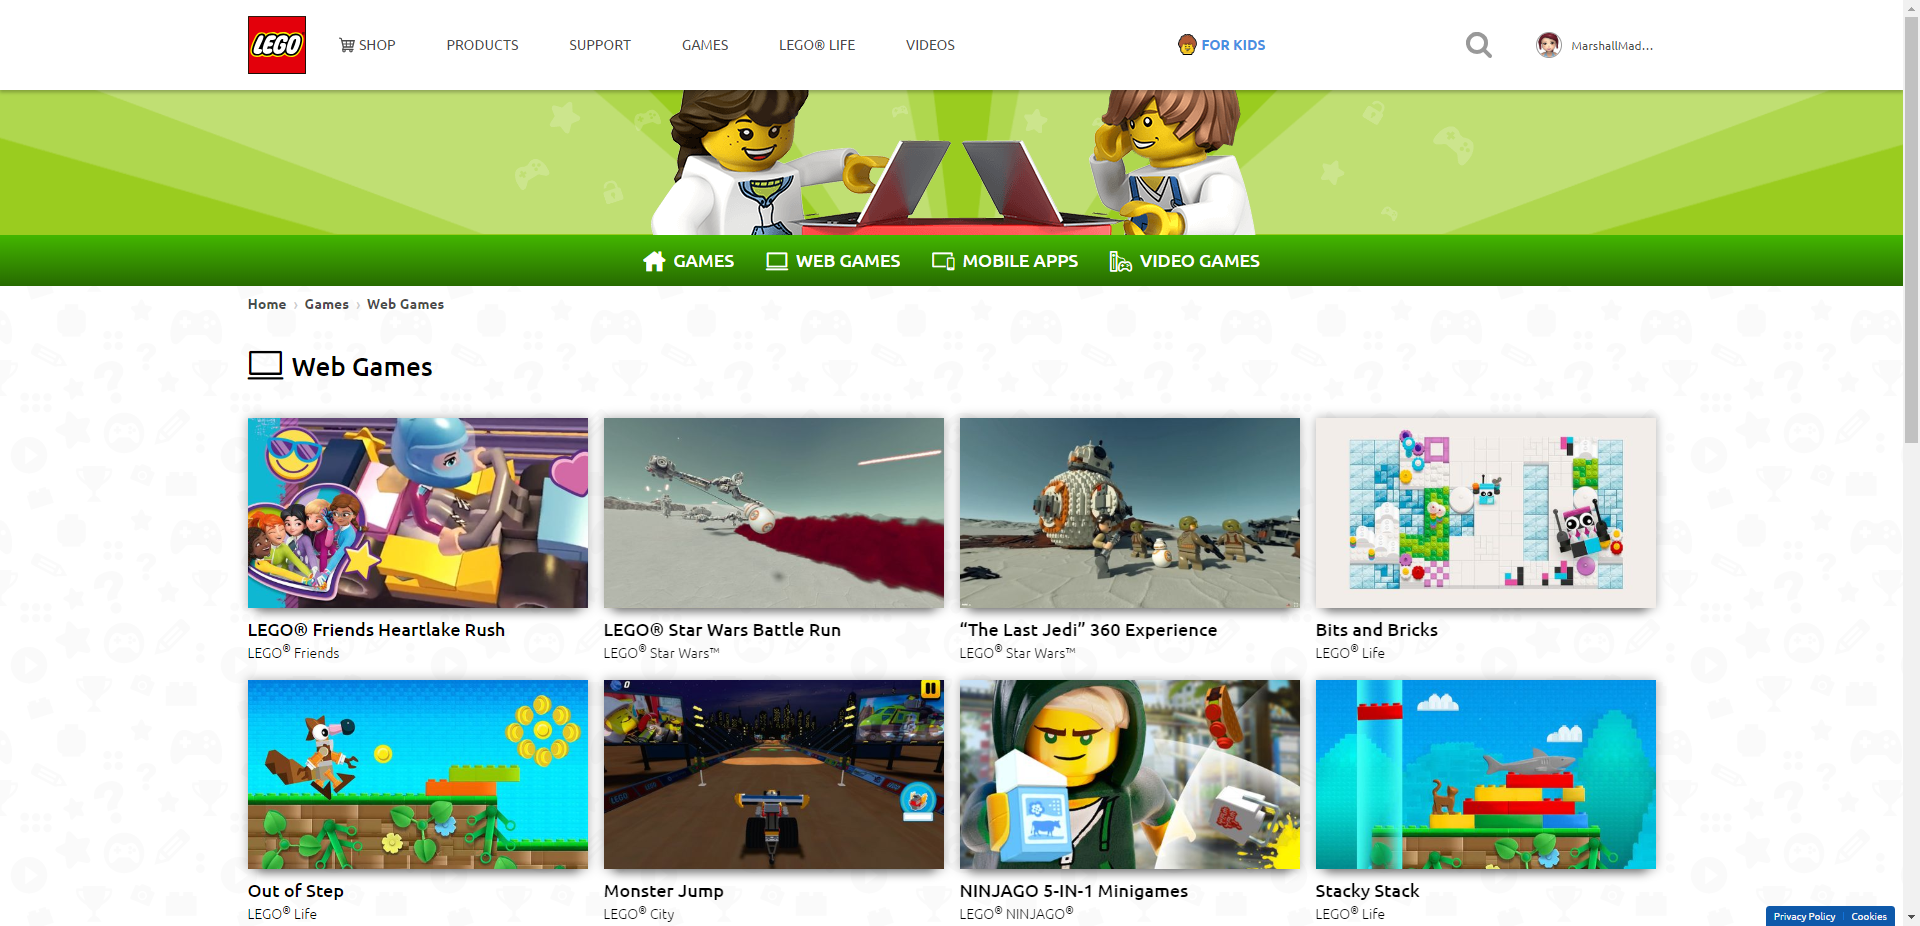 LEGO
SHOP
PRODUCTS
SUPPORT
GAMES
LEGO® LIFE
VIDEOS
FOR KIDS
MarshallMad...
GAMES
WEB GAMES
MOBILE APPS
VIDEO GAMES
Home › Games › Web Games
Web Games
LEGO® Friends Heartlake Rush
LEGO® Friends
LEGO® Star Wars Battle Run
LEGO® Star Wars™
“The Last Jedi” 360 Experience
LEGO® Star Wars™
Bits and Bricks
LEGO® Life
0
Out of Step
LEGO® Life
Monster Jump
LEGO® City
NINJAGO 5-IN-1 Minigames
LEGO® NINJAGO®
Stacky Stack
LEGO® Life
Privacy Policy | Cookies